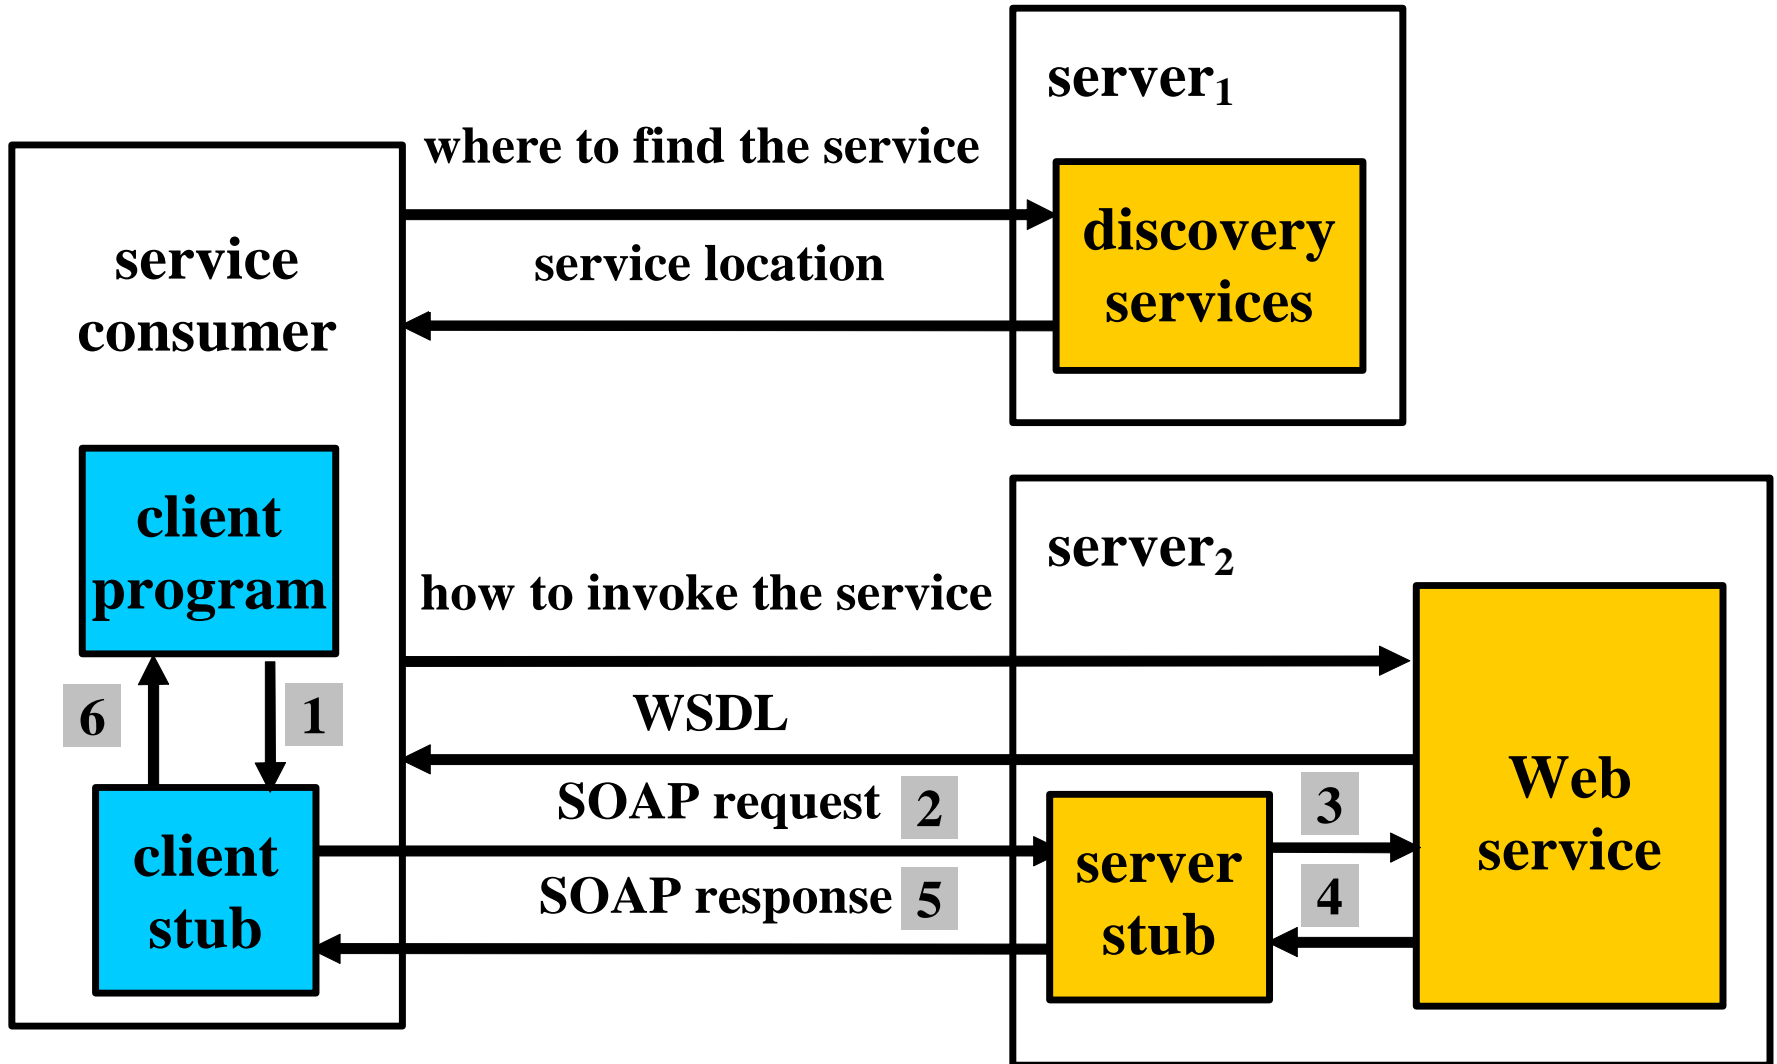 server1
where to find the service
discovery
services
service location
service
consumer
client
program
server2
how to invoke the service
6
1
WSDL
Web
service
SOAP request 2
3
client
stub
server
stub
SOAP response 5
4